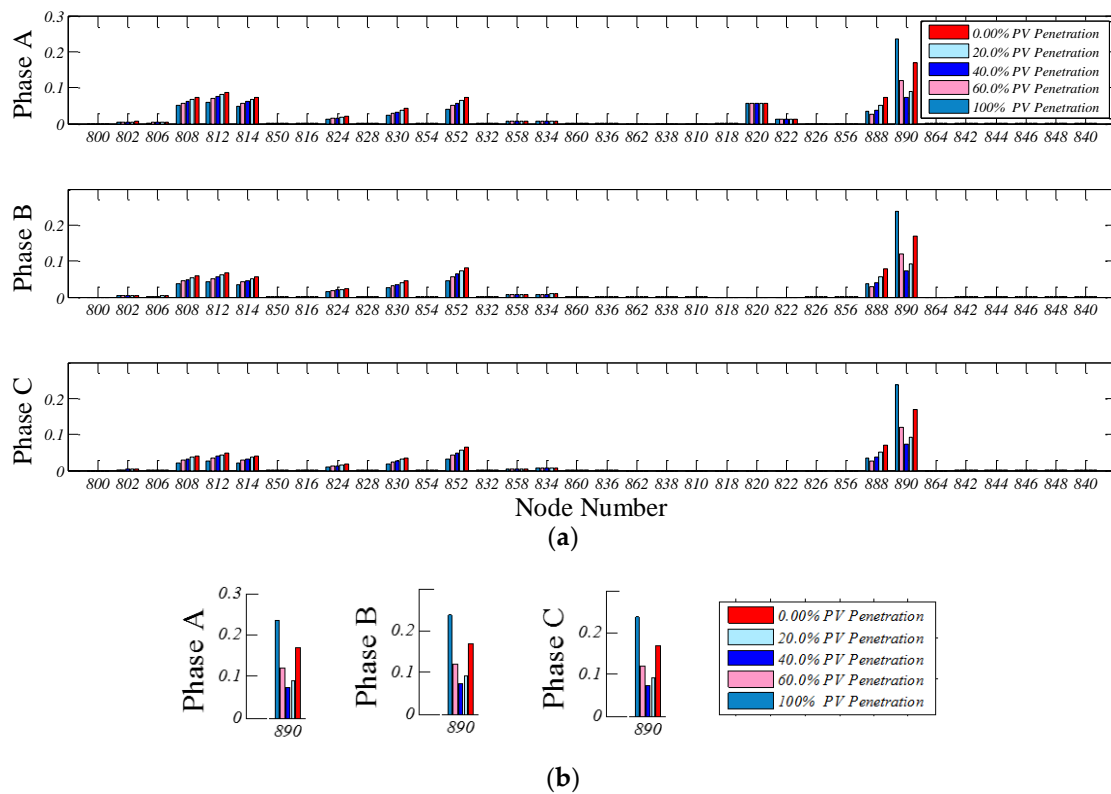 Phase A
0.3
0.2
0.1
0
0.00% PV Penetration
20.0% PV Penetration
40.0% PV Penetration
60.0% PV Penetration
100% PV Penetration
800 802 806 808 812 814 850 816 824 828 830 854 852 832 858 834 860 836 862 838 810 818 820 822 826 856 888 890 864 842 844 846 848 840
Phase B
0.2
0.1
0
800 802 806 808 812 814 850 816 824 828 830 854 852 832 858 834 860 836 862 838 810 818 820 822 826 856 888 890 864 842 844 846 848 840
Phase C
0.2
0.1
0
800 802 806 808 812 814 850 816 824 828 830 854 852 832 858 834 860 836 862 838 810 818 820 822 826 856 888 890 864 842 844 846 848 840
Node Number
(a)
Phase A
0.3
0.2
0.1
0
890
Phase B
0.2
0.1
0
890
Phase C
0.2
0.1
0
890
0.00% PV Penetration
20.0% PV Penetration
40.0% PV Penetration
60.0% PV Penetration
100% PV Penetration
(b)